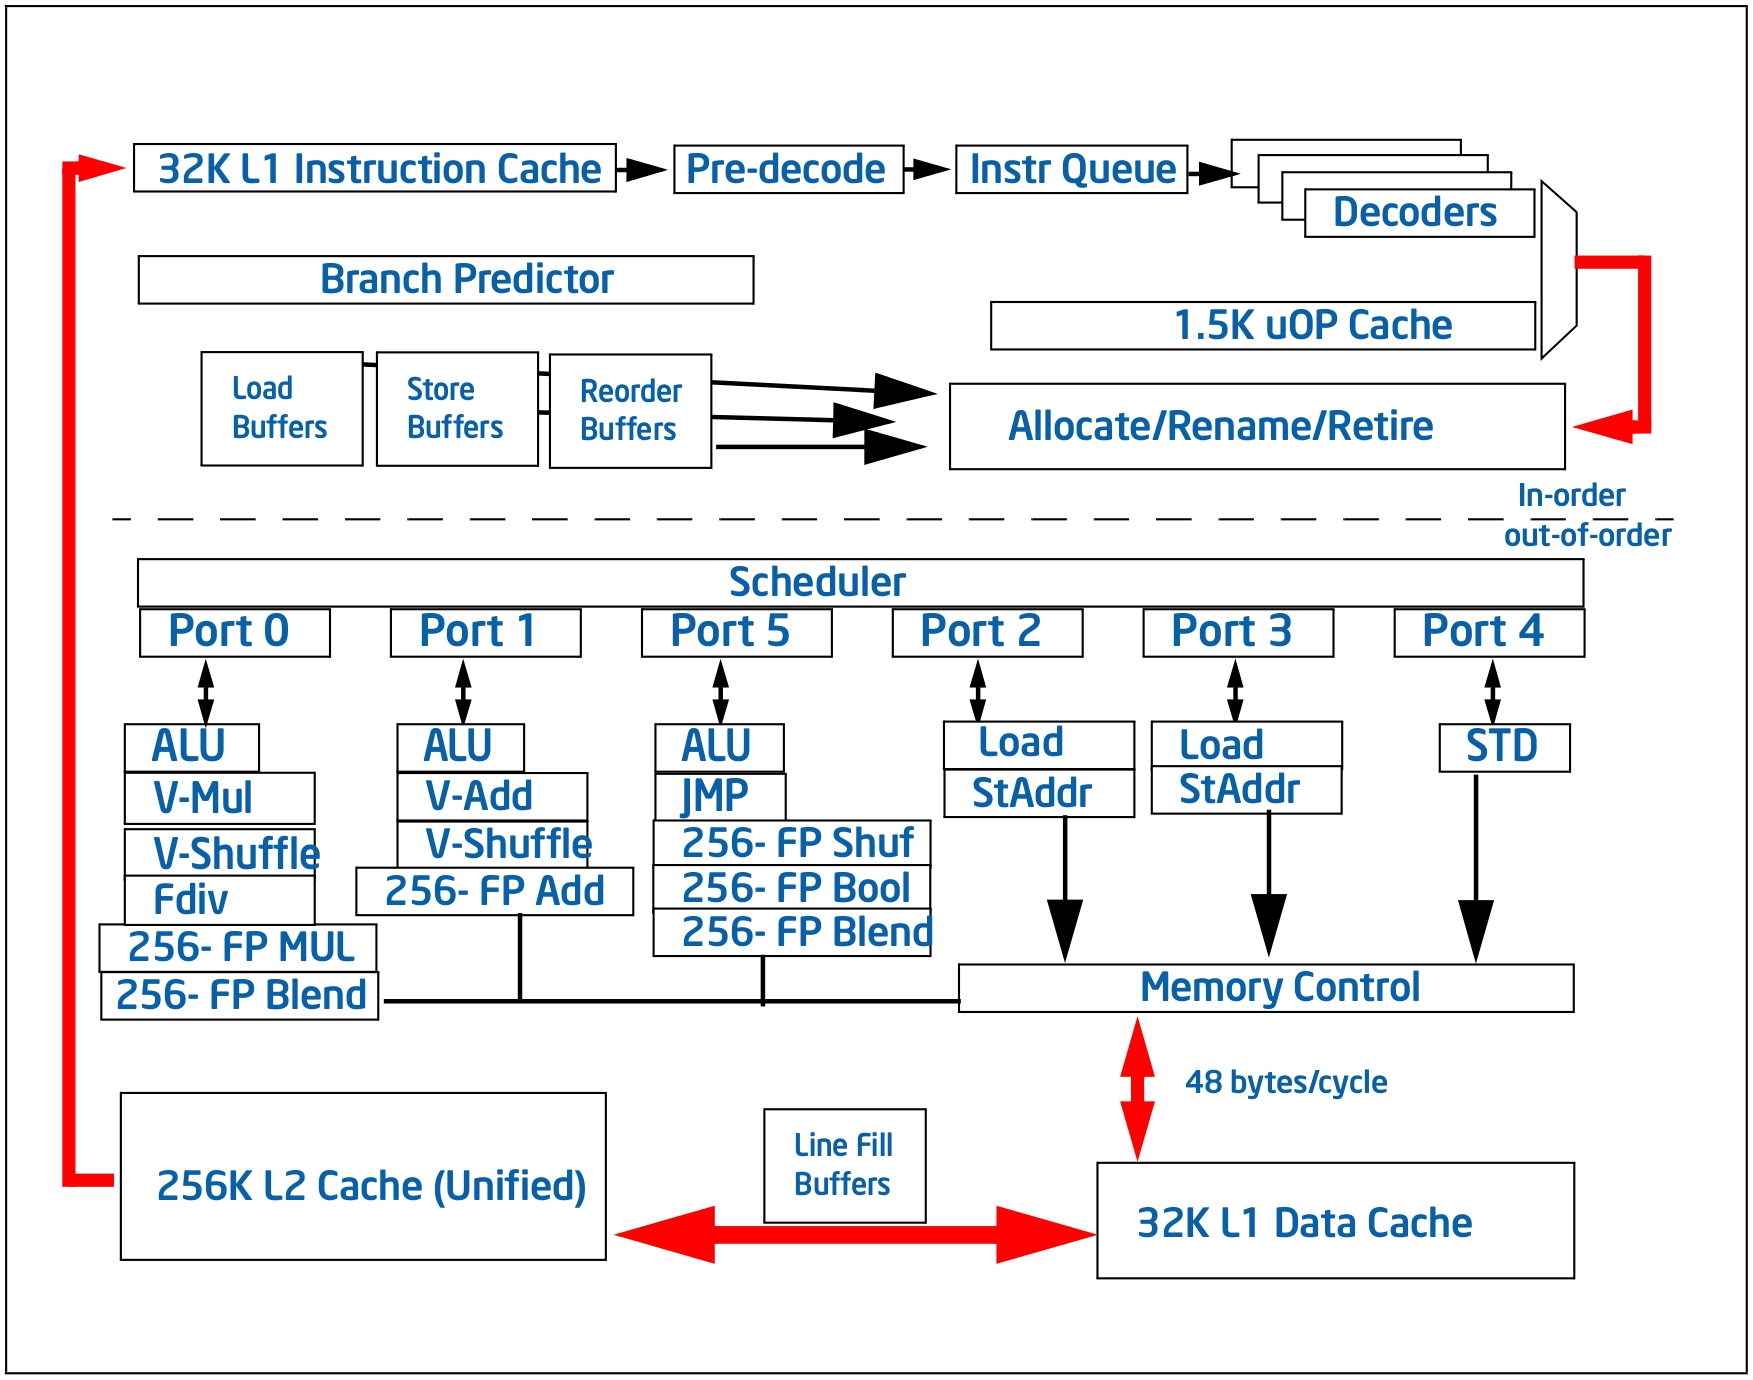 32K L1 Instruction Cache
Pre-decode
Instr Queue
Decoders
Branch Predictor
1.5K uOP Cache
Load
Buffers
Store
Buffers
Reorder
Buffers
Allocate/Rename/Retire
In-order
out-of-order
Scheduler
Port 0
Port 1
Port 5
Port 2
Port 3
Port 4
ALU
V-Mul
V-Shuffle
Fdiv
256- FP MUL
256- FP Blend
ALU
V-Add
V-Shuffle
256- FP Add
ALU
JMP
256- FP Shuf
256- FP Bool
256- FP Blend
Load
StAddr
Load
StAddr
STD
Memory Control
48 bytes/cycle
256K L2 Cache (Unified)
Line Fill
Buffers
32K L1 Data Cache